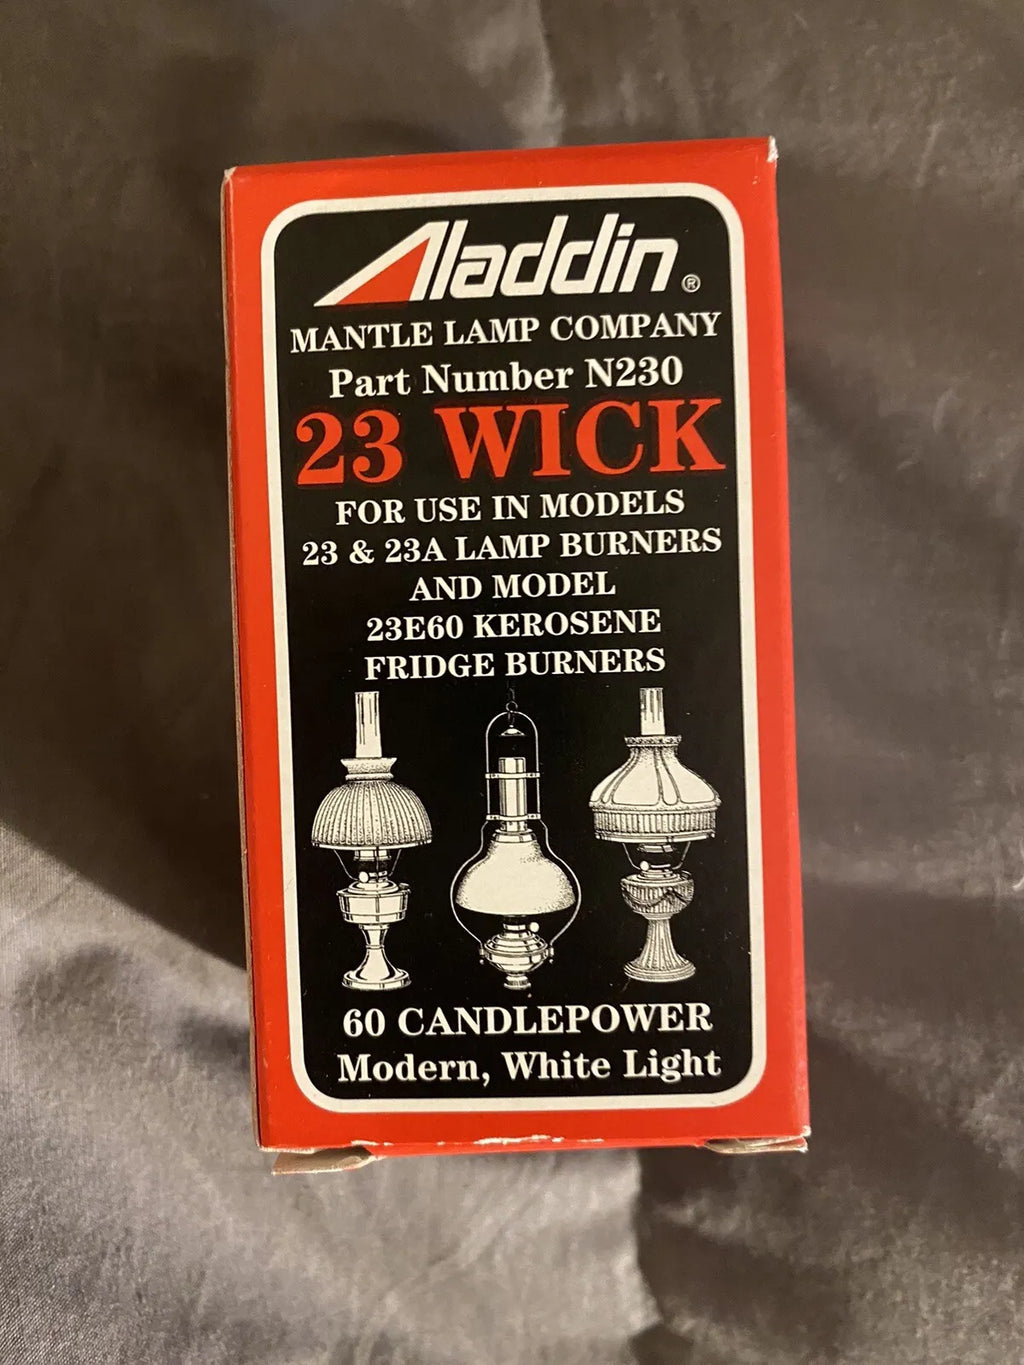 Aladdin®
MANTLE LAMP COMPANY
Part Number N230
23 WICK
FOR USE IN MODELS
23 & 23A LAMP BURNERS
AND MODEL
23E60 KEROSENE
FRIDGE BURNERS
60 CANDLEPOWER
Modern, White Light